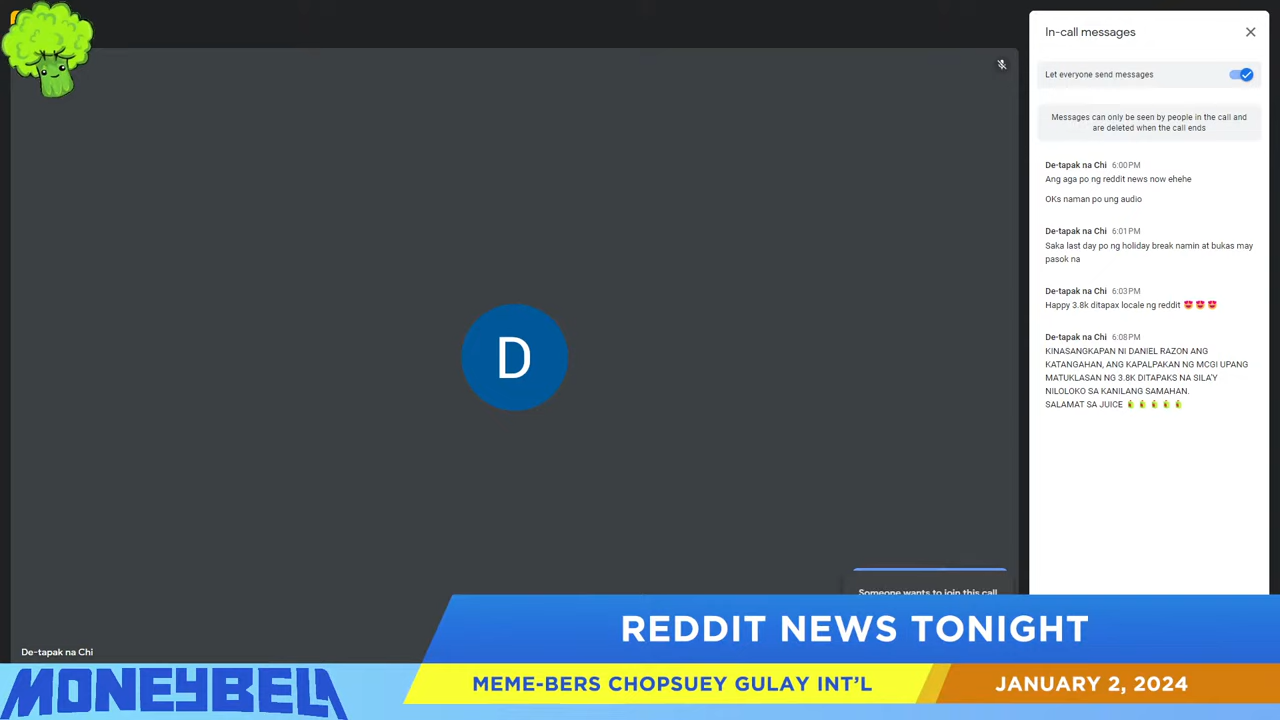 In-call messages
Let everyone send messages
Messages can only be seen by people in the call and
are deleted when the call ends
De-tapak na Chi 6:00 PM
Ang aga po ng reddit news now ehehe
OKs naman po ung audio
De-tapak na Chi 6:01 PM
Saka last day po ng holiday break namin at bukas may
pasok na
De-tapak na Chi 6:03 PM
Happy 3.8k ditapax locale ng reddit 😍😍😍
De-tapak na Chi 6:08 PM
KINASANGKAPAN NI DANIEL RAZON ANG
KATANGAHAN, ANG KAPALPAKAN NG MCGI UPANG
MATUKLASAN NG 3.8K DITAPAKS NA SILA'Y
NILOLOKO SA KANILANG SAMAHAN.
SALAMAT SA JUICE
D
Someone wants to join this call
De-tapak na Chi
REDDIT NEWS TONIGHT
MONEYBELA
MEME-BERS CHOPSUEY GULAY INT'L
JANUARY 2, 2024